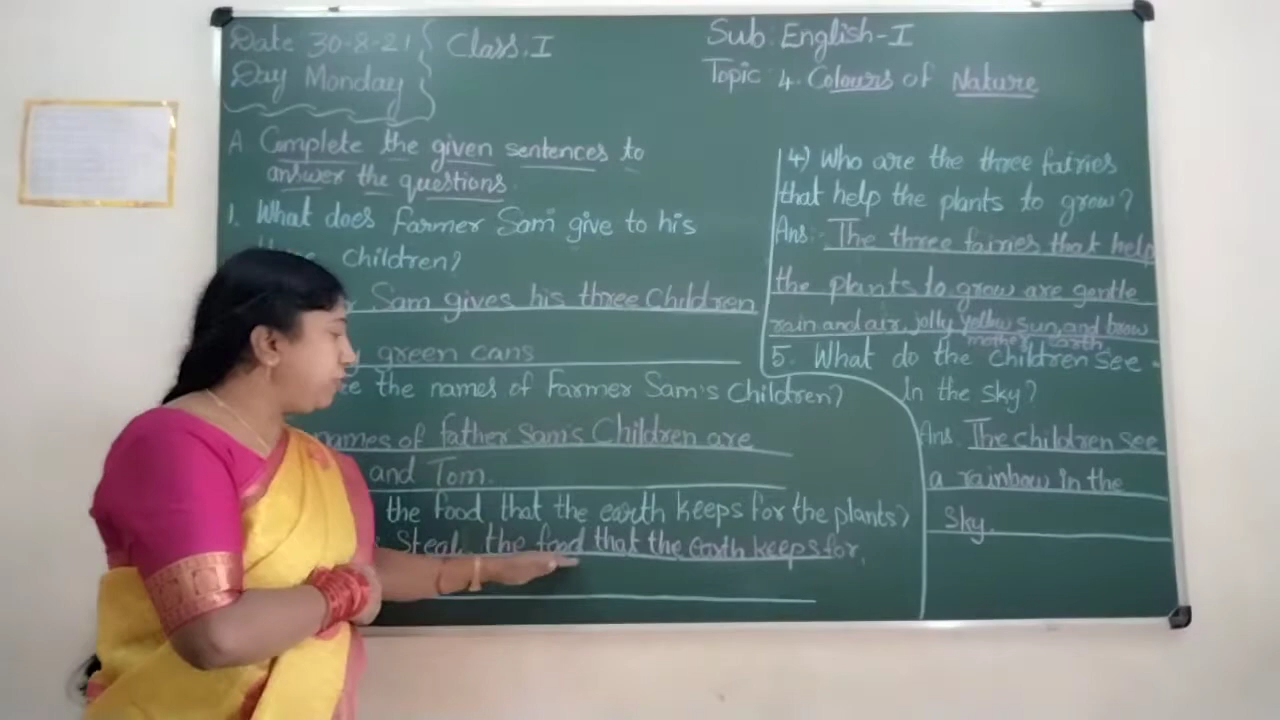 Date 30-8-21
Day Monday
Class: I
Sub: English-I
Topic: 4. Colours of Nature
A Complete the given sentences to
answer the questions.
1. What does Farmer Sam give to his
children?
Sam gives his three Children
green cans
the names of Farmer Sam's Children?
names of father Sam's Children are
and Tom.
the food that the earth keeps for the plants?
Steal the food that the earth keeps for,
4) Who are the three fairies
that help the plants to grow?
Ans:- The three fairies that help
the plants to grow are gentle
rain and air, jolly yellow sun, and brow
mother earth.
5. What do the children see
In the sky?
Ans: The children see
a rainbow in the
sky.